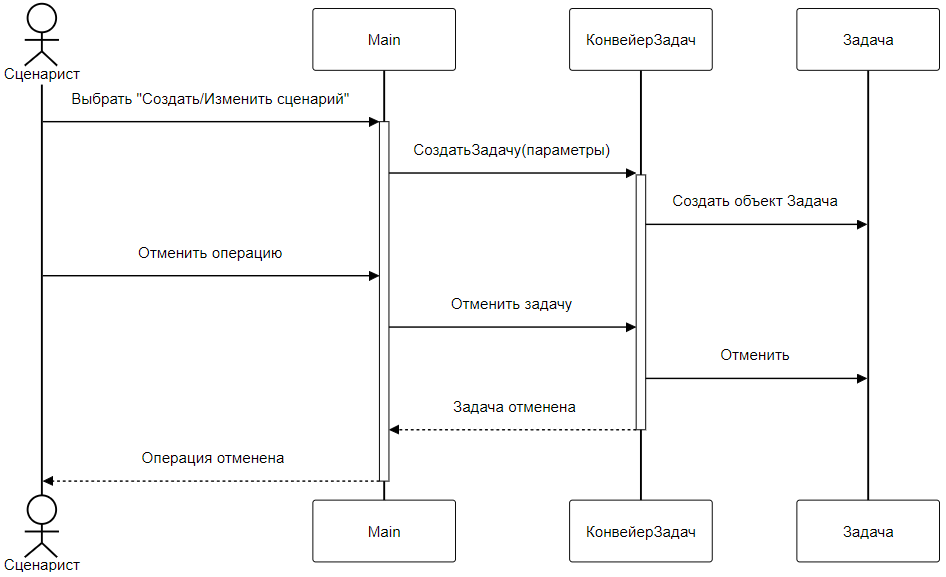 Сценарист
Main
КонвейерЗадач
Задача
Выбрать "Создать/Изменить сценарий"
СоздатьЗадачу(параметры)
Создать объект Задача
Отменить операцию
Отменить задачу
Отменить
Задача отменена
Операция отменена
Сценарист
Main
КонвейерЗадач
Задача